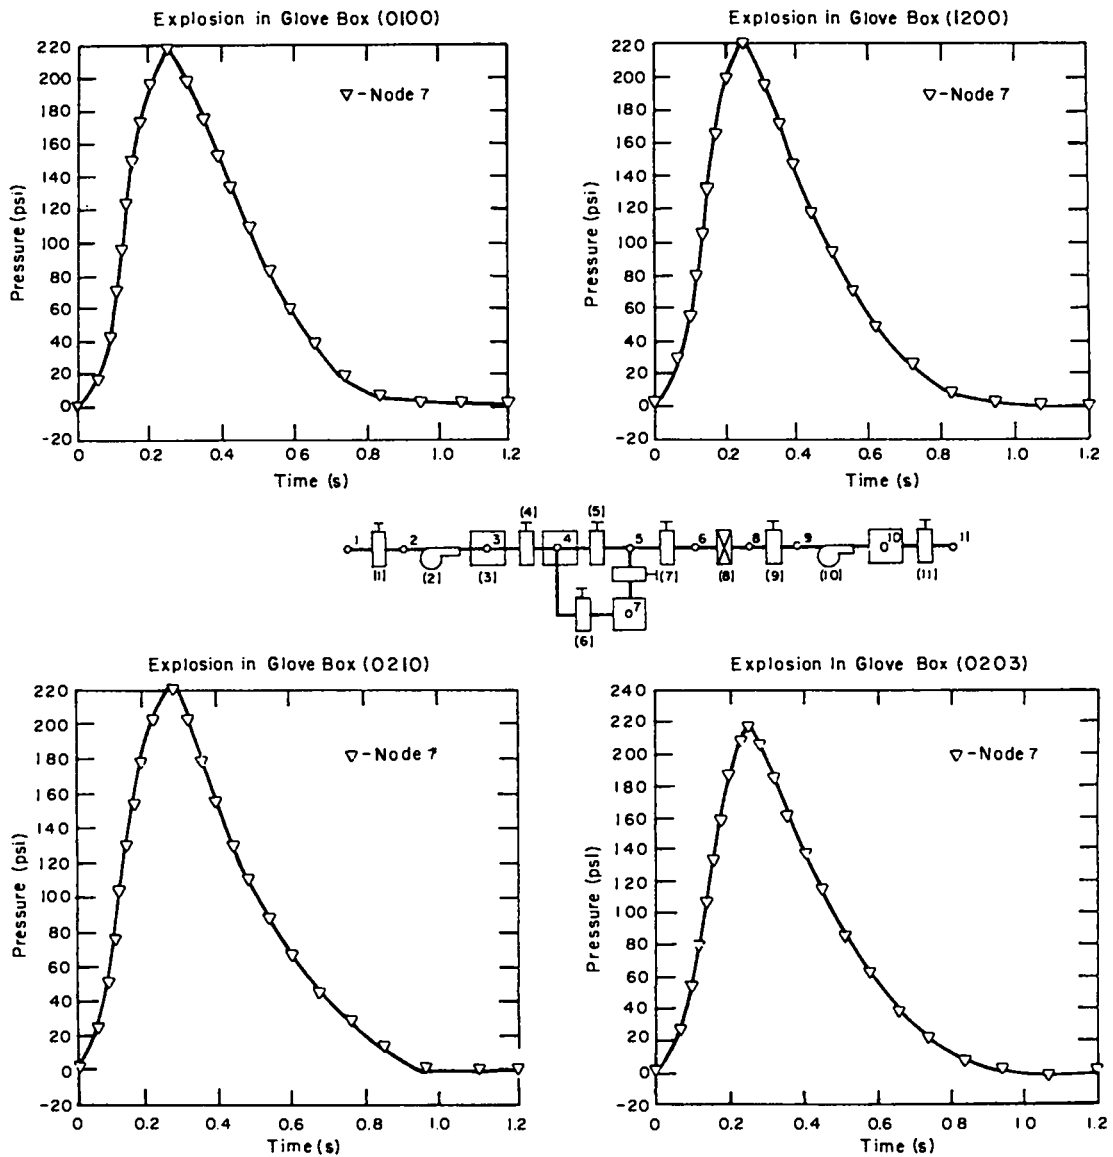 Explosion in Glove Box (0100)
220
200
180
160
140
120
100
80
60
40
20
0
-20
Pressure (psi)
▽-Node 7
0 0.2 0.4 0.6 0.8 1.0 1.2
Time (s)
Explosion in Glove Box (1200)
220
200
180
160
140
120
100
80
60
40
20
0
-20
Pressure (psi)
▽-Node 7
0 0.2 0.4 0.6 0.8 1.0 1.2
Time (s)
(4) (5)
1 2 3 4 5 6 8 9 10 11
(1) (2) (3) (7) (8) (9) (10) (11)
7
(6)
Explosion in Glove Box (0210)
220
200
180
160
140
120
100
80
60
40
20
0
-20
Pressure (psi)
▽-Node 7
0 0.2 0.4 0.6 0.8 1.0 1.2
Time (s)
Explosion in Glove Box (0203)
240
220
200
180
160
140
120
100
80
60
40
20
0
-20
Pressure (psi)
▽-Node 7
0 0.2 0.4 0.6 0.8 1.0 1.2
Time (s)